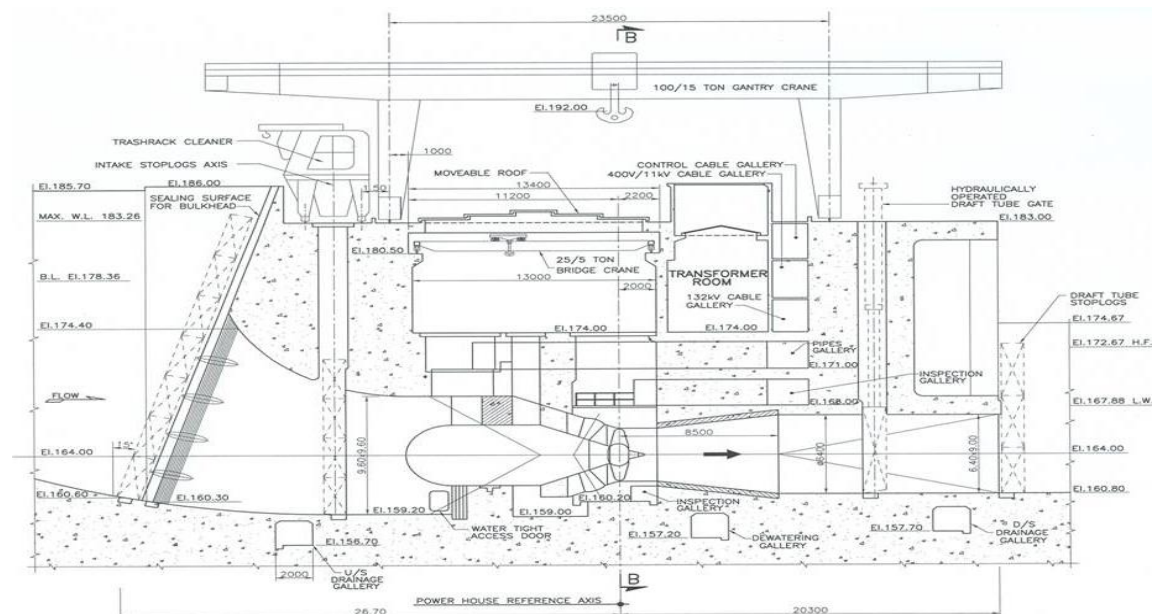 23500
B
100/15 TON GANTRY CRANE
El.192.00
TRASHRACK CLEANER
INTAKE STOPLOGS AXIS
1000
MOVEABLE ROOF
CONTROL CABLE GALLERY
400V/11kV CABLE GALLERY
El.185.70
El.186.00
1.50
13400
11200
2200
HYDRAULICALLY
OPERATED
DRAFT TUBE GATE
SEALING SURFACE
FOR BULKHEAD
MAX. W.L. 183.26
El.183.00
El.180.50
25/5 TON
BRIDGE CRANE
13000
2000
TRANSFORMER
ROOM
132kV CABLE
GALLERY
B.L. El.178.36
DRAFT TUBE
STOPLOGS
El.174.40
El.174.00
El.174.00
El.174.67
El.172.67 H.F.
PIPES
GALLERY
El.171.00
INSPECTION
GALLERY
FLOW
El.168.00
El.167.88 L.W.
9.60x9.60
8500
ø6400
6.40x9.00
15°
El.164.00
El.164.00
El.160.60
El.160.30
El.160.20
El.160.80
INSPECTION
GALLERY
El.159.20
El.159.00
WATER TIGHT
ACCESS DOOR
El.157.20
DEWATERING
GALLERY
El.157.70
D/S
DRAINAGE
GALLERY
El.156.70
2000
U/S
DRAINAGE
GALLERY
B
POWER HOUSE REFERENCE AXIS
26.70
20300